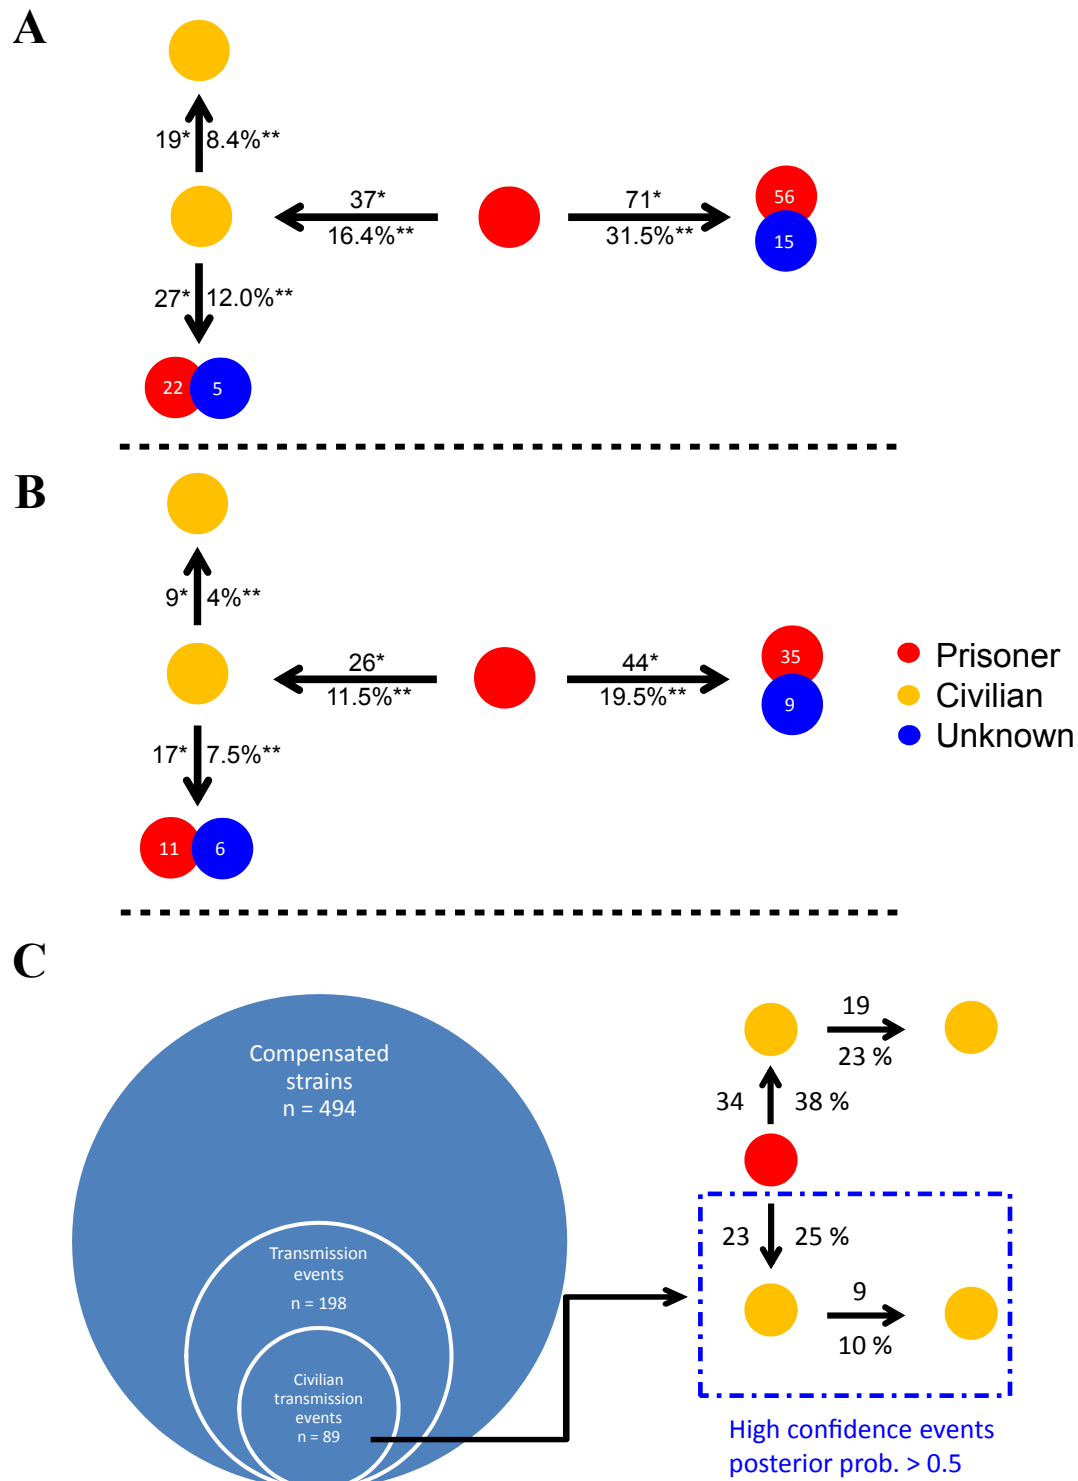 A
19* 8.4%**
37*
16.4%**
71*
31.5%**
56
15
27* 12.0%**
22 5
B
9* 4%**
26*
11.5%**
44*
19.5%**
35
9
17* 7.5%**
11 6
Prisoner
Civilian
Unknown
C
Compensated
strains
n = 494
Transmission
events
n = 198
Civilian
transmission
events
n = 89
19
23 %
34 38 %
23 25 %
9
10 %
High confidence events
posterior prob. > 0.5